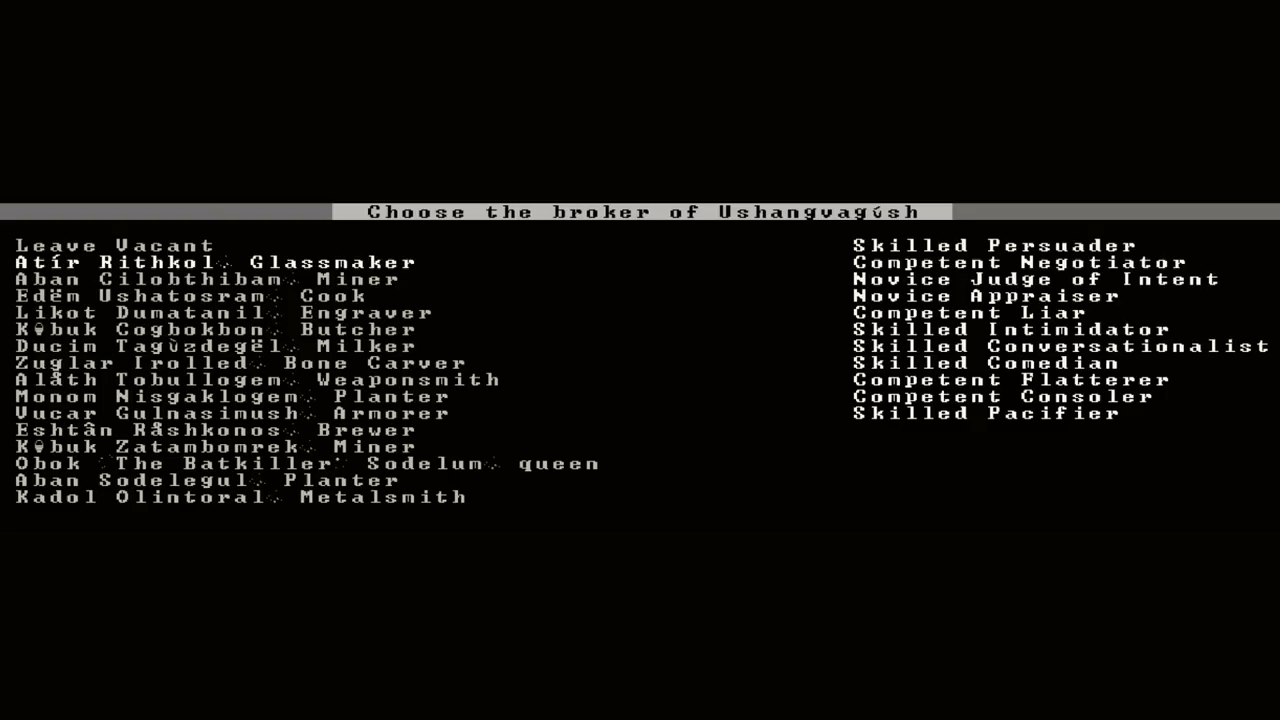 Choose the broker of Ushangvagúsh
Leave Vacant
Atír Rithkol, Glassmaker
Aban Cilobthibam, Miner
Edëm Ushatosram, Cook
Likot Dumatanil, Engraver
Cogbokbon, Butcher
Ducim Tagùzdegël, Milker
Zuglar Irolled, Bone Carver
Alåth Tobullogem, Weaponsmith
Monom Nisgaklogem, Planter
Vucar Gulnasimush, Armorer
Eshtân Råshkonos, Brewer
Zatambomrek, Miner
Obok "The Batkiller" Sodelum, queen
Aban Sodelegul, Planter
Kadol Olintoral, Metalsmith
Skilled Persuader
Competent Negotiator
Novice Judge of Intent
Novice Appraiser
Competent Liar
Skilled Intimidator
Skilled Conversationalist
Skilled Comedian
Competent Flatterer
Competent Consoler
Skilled Pacifier